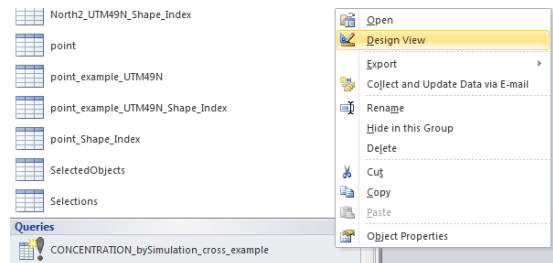 North2_UTM49N_Shape_Index
point
point_example_UTM49N
point_example_UTM49N_Shape_Index
point_Shape_Index
SelectedObjects
Selections
Queries
CONCENTRATION_bySimulation_cross_example
Open
Design View
Export
Collect and Update Data via E-mail
Rename
Hide in this Group
Delete
Cut
Copy
Paste
Object Properties